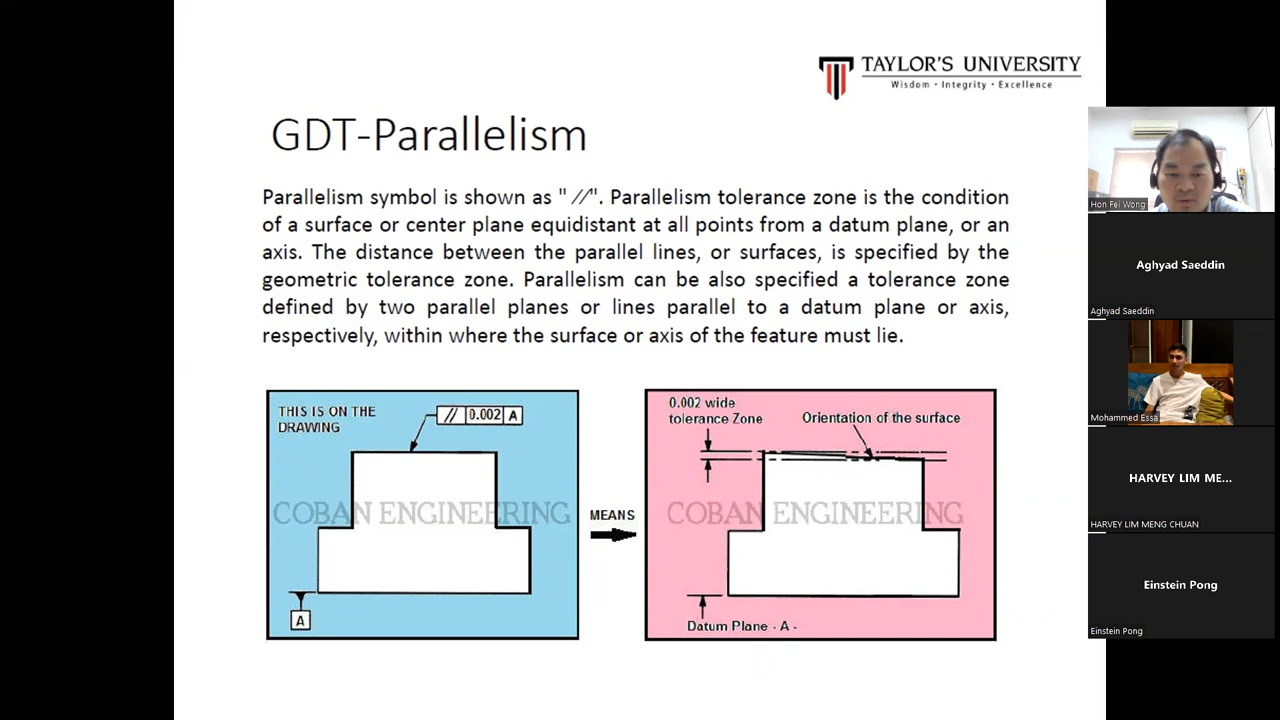 TAYLOR'S UNIVERSITY
Wisdom · Integrity · Excellence
GDT-Parallelism
Parallelism symbol is shown as " // ". Parallelism tolerance zone is the condition
of a surface or center plane equidistant at all points from a datum plane, or an
axis. The distance between the parallel lines, or surfaces, is specified by the
geometric tolerance zone. Parallelism can be also specified a tolerance zone
defined by two parallel planes or lines parallel to a datum plane or axis,
respectively, within where the surface or axis of the feature must lie.
THIS IS ON THE
DRAWING
// 0.002 A
COBAN ENGINEERING
A
MEANS
0.002 wide
tolerance Zone
Orientation of the surface
COBAN ENGINEERING
Datum Plane - A -
Hon Fei Wong
Aghyad Saeddin
Aghyad Saeddin
Mohammed Essa
HARVEY LIM ME...
HARVEY LIM MENG CHUAN
Einstein Pong
Einstein Pong